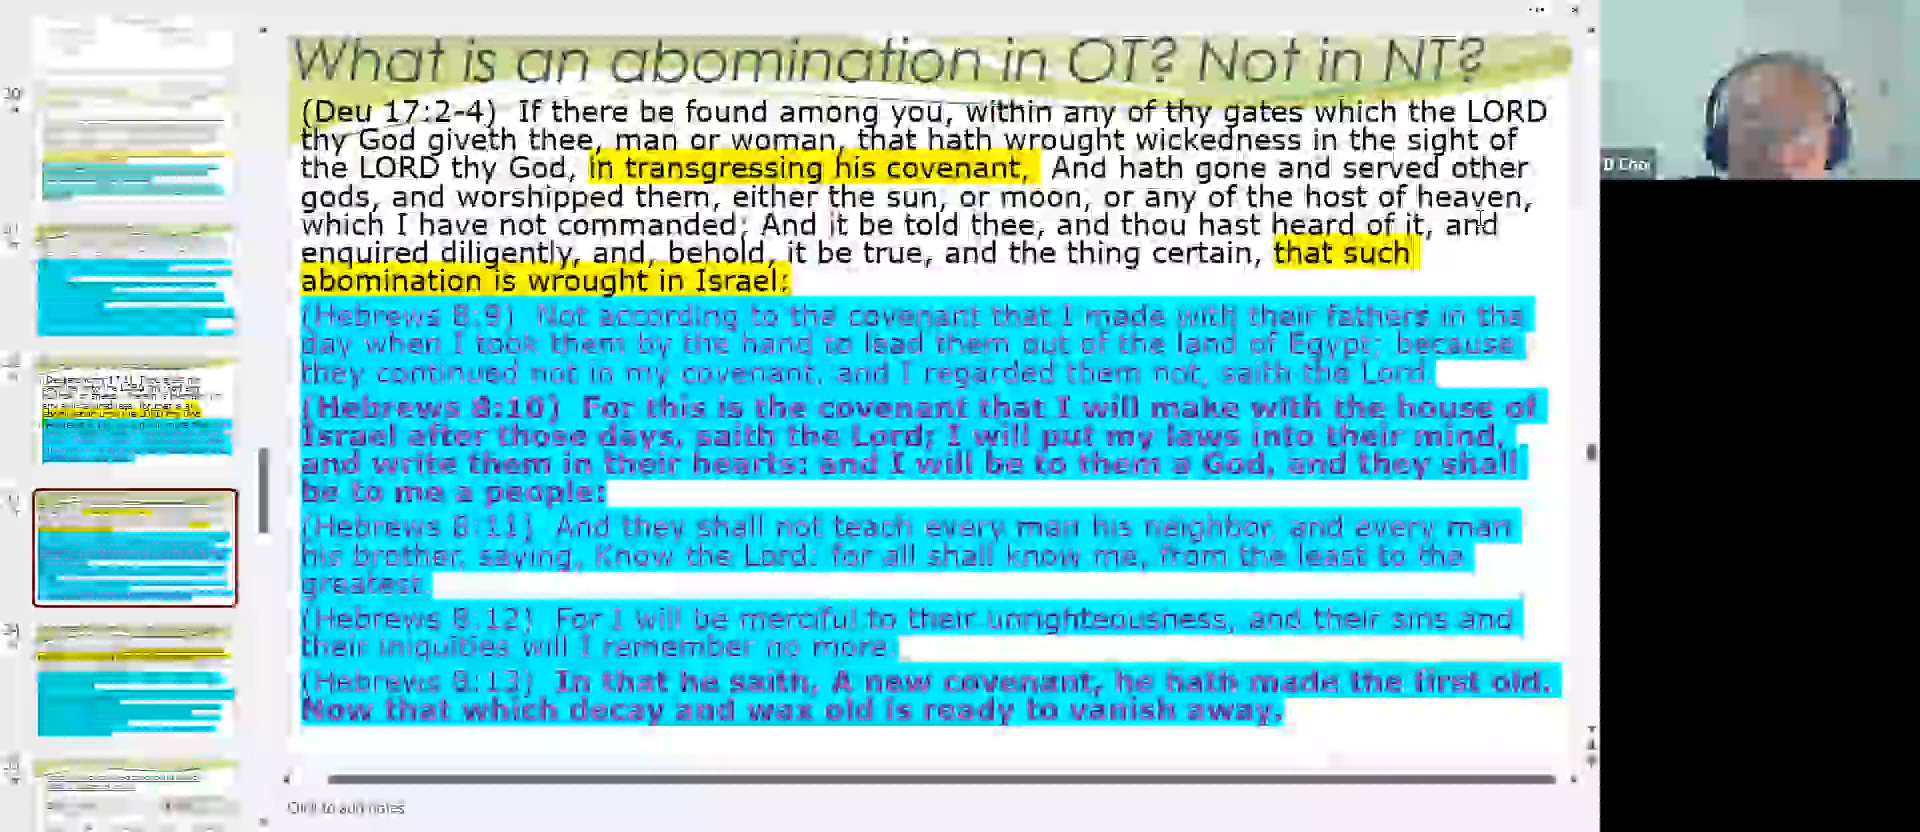 What is an abomination in OT? Not in NT?
(Deu 17:2-4) If there be found among you, within any of thy gates which the LORD
thy God giveth thee, man or woman, that hath wrought wickedness in the sight of
the LORD thy God, in transgressing his covenant, And hath gone and served other
gods, and worshipped them, either the sun, or moon, or any of the host of heaven,
which I have not commanded; And it be told thee, and thou hast heard of it, and
enquired diligently, and, behold, it be true, and the thing certain, that such
abomination is wrought in Israel:
(Hebrews 8:9) Not according to the covenant that I made with their fathers in the
day when I took them by the hand to lead them out of the land of Egypt; because
they continued not in my covenant, and I regarded them not, saith the Lord.
(Hebrews 8:10) For this is the covenant that I will make with the house of
Israel after those days, saith the Lord; I will put my laws into their mind,
and write them in their hearts: and I will be to them a God, and they shall
be to me a people:
(Hebrews 8:11) And they shall not teach every man his neighbor, and every man
his brother, saying, Know the Lord: for all shall know me, from the least to the
greatest.
(Hebrews 8:12) For I will be merciful to their unrighteousness, and their sins and
their iniquities will I remember no more.
(Hebrews 8:13) In that he saith, A new covenant, he hath made the first old.
Now that which decay and wax old is ready to vanish away.
Click to add notes
D Choi